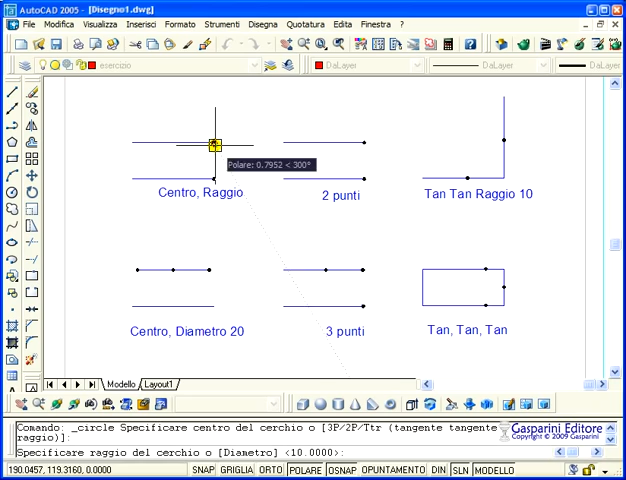 AutoCAD 2005 - [Disegno1.dwg]
File Modifica Visualizza Inserisci Formato Strumenti Disegna Quotatura Edita Finestra ?
esercizio DaLayer DaLayer DaLayer
Polare: 0.7952 < 300°
Centro, Raggio 2 punti Tan Tan Raggio 10
Centro, Diametro 20 3 punti Tan, Tan, Tan
Modello Layout1
Comando: _circle Specificare centro del cerchio o [3P/2P/Ttr (tangente tangente
raggio)]:
Specificare raggio del cerchio o [Diametro] <10.0000>:
Gasparini Editore
Copyright © 2009 Gasparini
190.0457, 119.3160, 0.0000 SNAP GRIGLIA ORTO POLARE OSNAP OPUNTAMENTO DIN SLN MODELLO